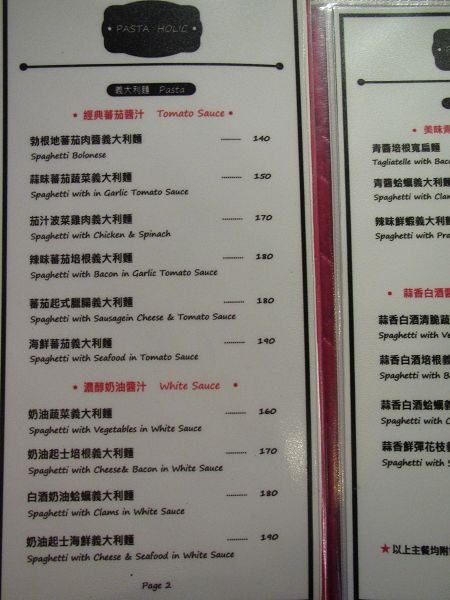 PASTA HOLIC
義大利麵 Pasta
• 經典蕃茄醬汁 Tomato Sauce •
勃根地蕃茄肉醬義大利麵 ........ 140
Spaghetti Bolonese
蒜味蕃茄蔬菜義大利麵 ........ 150
Spaghetti with in Garlic Tomato Sauce
茄汁波菜雞肉義大利麵 ........ 170
Spaghetti with Chicken & Spinach
辣味蕃茄培根義大利麵 ........ 180
Spaghetti with Bacon in Garlic Tomato Sauce
蕃茄起式臘腸義大利麵 ........ 180
Spaghetti with Sausagein Cheese & Tomato Sauce
海鮮蕃茄義大利麵 ........ 190
Spaghetti with Seafood in Tomato Sauce
• 濃醇奶油醬汁 White Sauce •
奶油蔬菜義大利麵 ........ 160
Spaghetti with Vegetables in White Sauce
奶油起士培根義大利麵 ........ 170
Spaghetti with Cheese& Bacon in White Sauce
白酒奶油蛤蠣義大利麵 ........ 180
Spaghetti with Clams in White Sauce
奶油起士海鮮義大利麵 ........ 190
Spaghetti with Cheese & Seafood in White Sauce
Page 2
• 美味青
青醬培根寬扁麵
Tagliatelle with Baco
青醬蛤蠣義大利
Spaghetti with Clam
辣味鮮蝦義大利麵
Spaghetti with Pra
• 蒜香白酒醬
蒜香白酒清脆蔬
Spaghetti with Ve
蒜香白酒培根義
Spaghetti with B
蒜香白酒蛤蠣義
Spaghetti with C
蒜香鮮彈花枝義
Spaghetti with S
★以上主餐均附